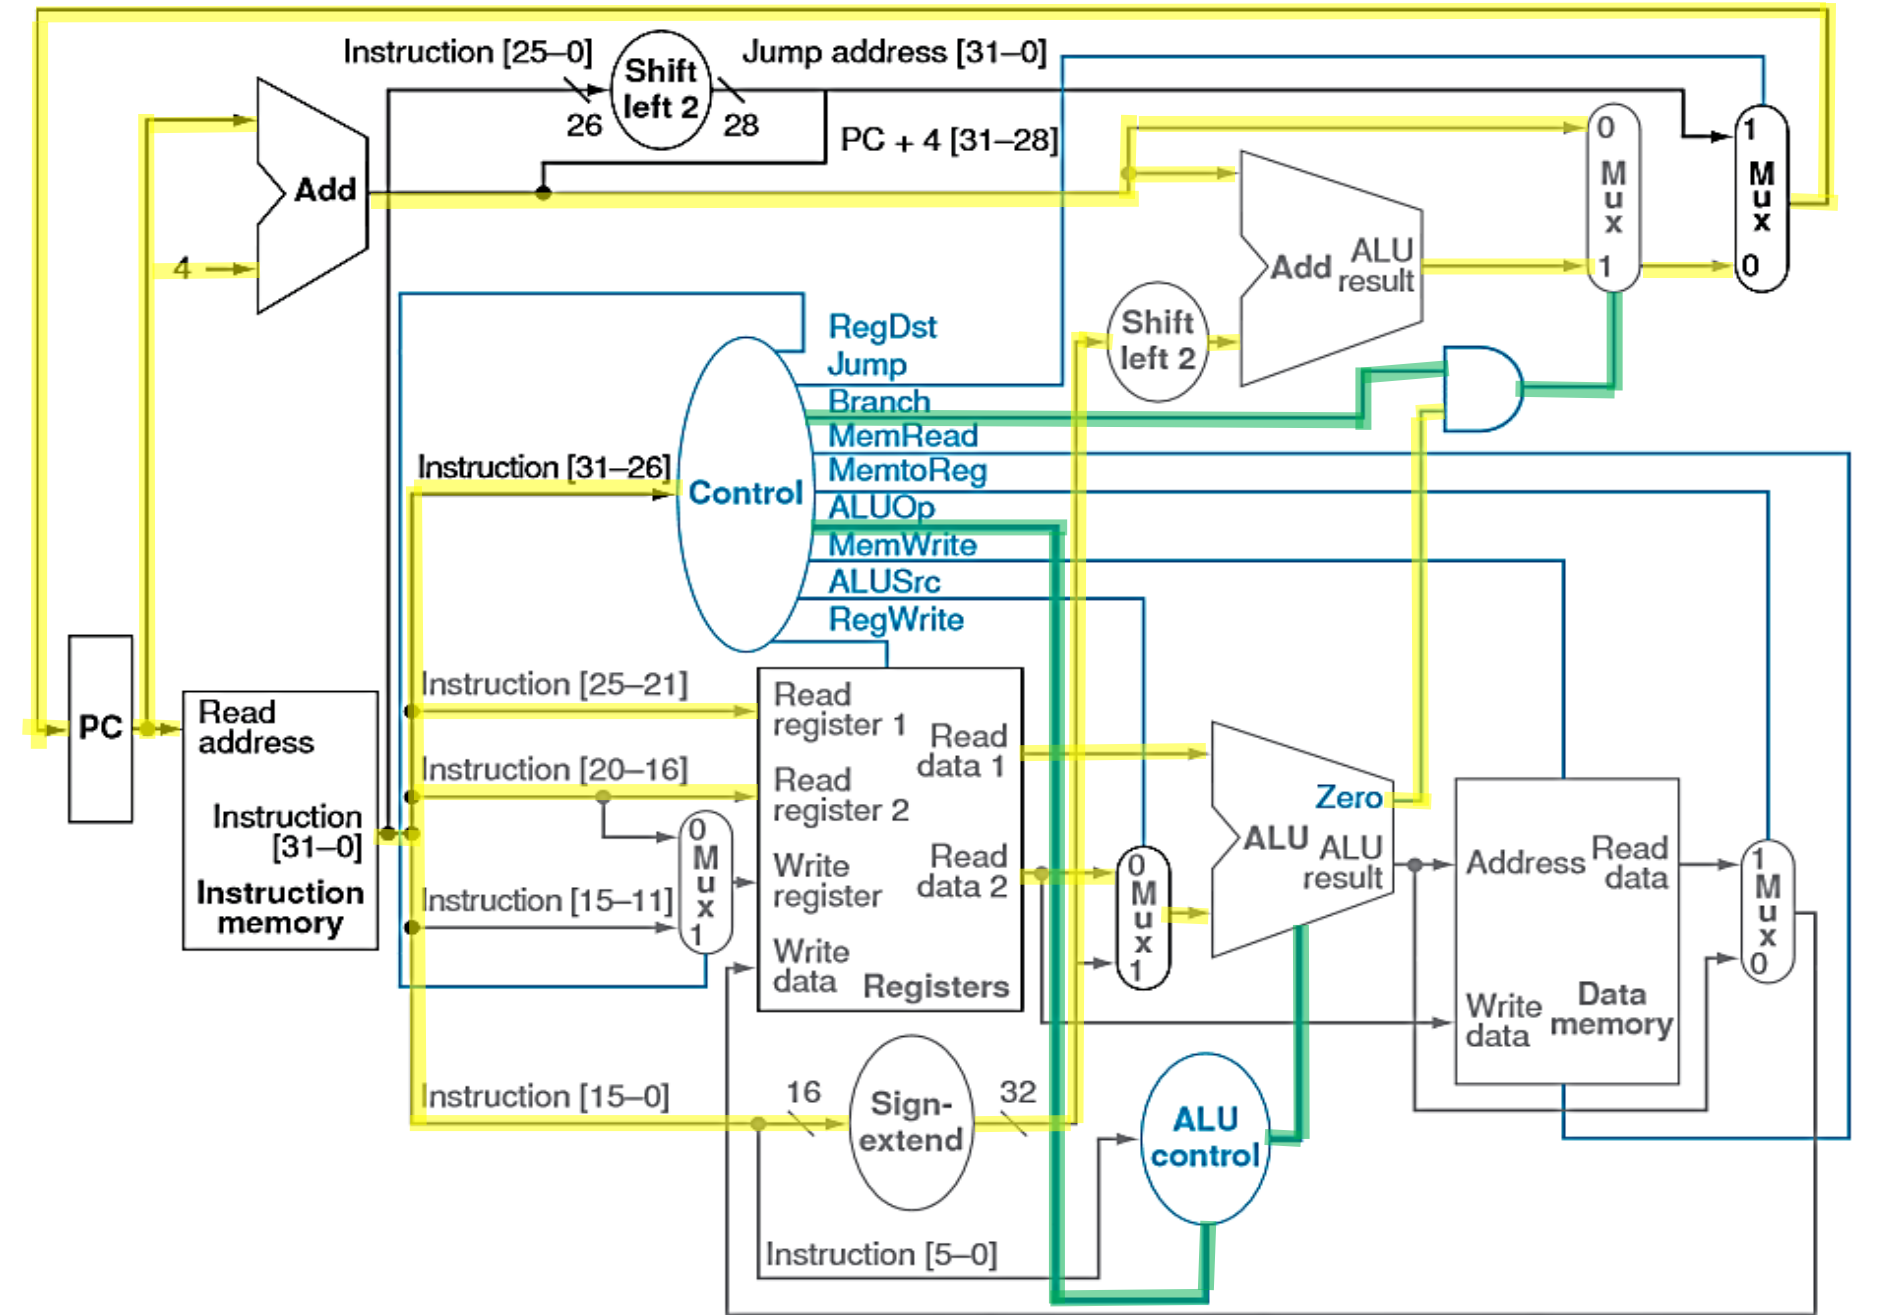 Instruction [25–0]
Shift
left 2
Jump address [31–0]
26
28
PC + 4 [31–28]
Add
4
0
M
u
x
1
1
M
u
x
0
Add
ALU
result
Shift
left 2
RegDst
Jump
Branch
MemRead
MemtoReg
ALUOp
MemWrite
ALUSrc
RegWrite
Instruction [31–26]
Control
PC
Read
address
Instruction
[31–0]
Instruction
memory
Instruction [25–21]
Instruction [20–16]
Instruction [15–11]
0
M
u
x
1
Read
register 1
Read
register 2
Write
register
Write
data
Read
data 1
Read
data 2
Registers
0
M
u
x
1
Zero
ALU
ALU
result
Address
Read
data
Write
data
Data
memory
1
M
u
x
0
Instruction [15–0]
16
Sign-
extend
32
ALU
control
Instruction [5–0]